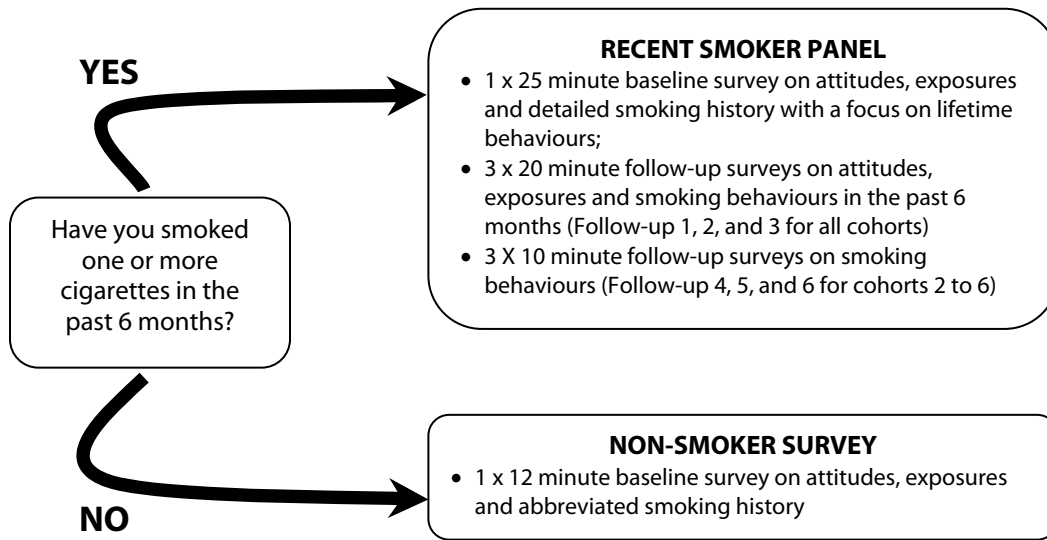 YES
RECENT SMOKER PANEL
• 1 x 25 minute baseline survey on attitudes, exposures
and detailed smoking history with a focus on lifetime
behaviours;
• 3 x 20 minute follow-up surveys on attitudes,
exposures and smoking behaviours in the past 6
months (Follow-up 1, 2, and 3 for all cohorts)
• 3 X 10 minute follow-up surveys on smoking
behaviours (Follow-up 4, 5, and 6 for cohorts 2 to 6)
Have you smoked
one or more
cigarettes in the
past 6 months?
NO
NON-SMOKER SURVEY
• 1 x 12 minute baseline survey on attitudes, exposures
and abbreviated smoking history